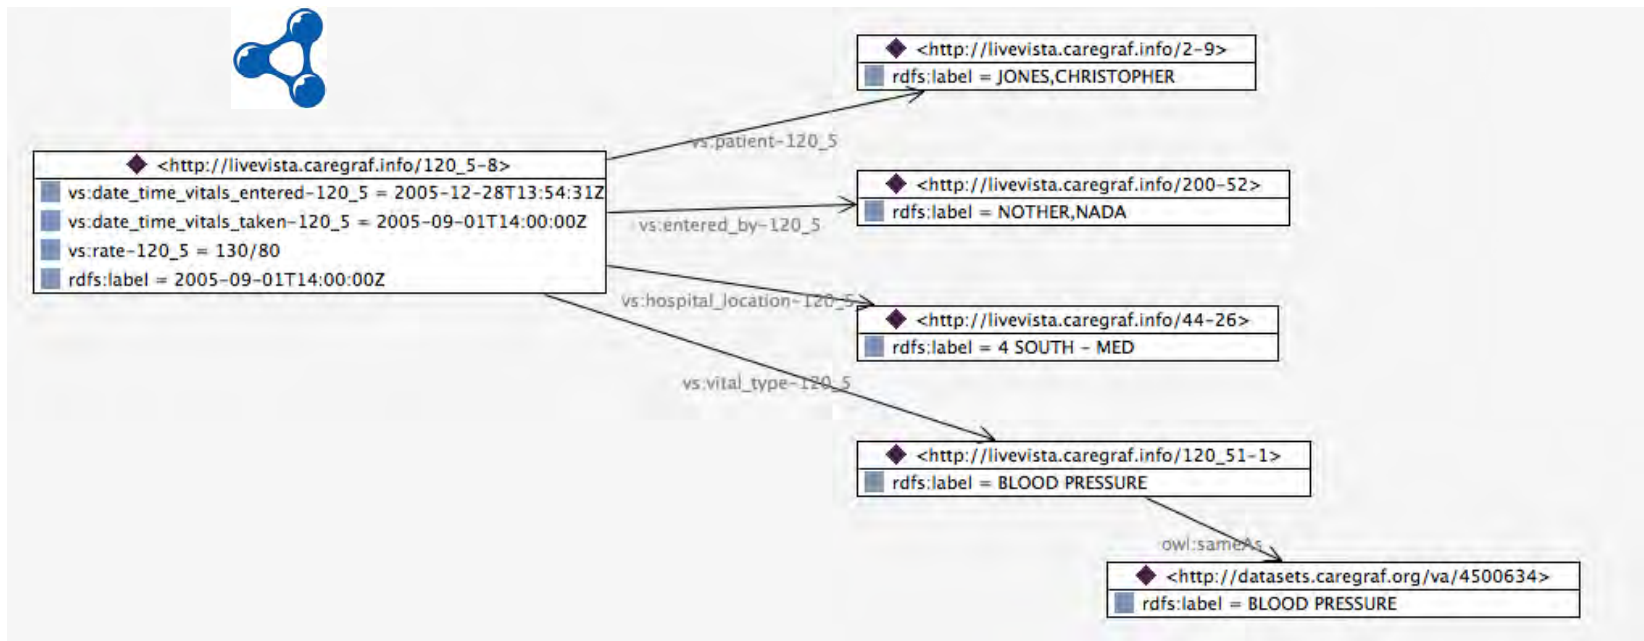 <http://livevista.caregraf.info/2-9>
rdfs:label = JONES,CHRISTOPHER
vs:patient-120_5
<http://livevista.caregraf.info/120_5-8>
vs:date_time_vitals_entered-120_5 = 2005-12-28T13:54:31Z
vs:date_time_vitals_taken-120_5 = 2005-09-01T14:00:00Z
vs:rate-120_5 = 130/80
rdfs:label = 2005-09-01T14:00:00Z
<http://livevista.caregraf.info/200-52>
rdfs:label = NOTHER,NADA
vs:entered_by-120_5
vs:hospital_location-120_5
<http://livevista.caregraf.info/44-26>
rdfs:label = 4 SOUTH - MED
vs:vital_type-120_5
<http://livevista.caregraf.info/120_51-1>
rdfs:label = BLOOD PRESSURE
owl:sameAs
<http://datasets.caregraf.org/va/4500634>
rdfs:label = BLOOD PRESSURE